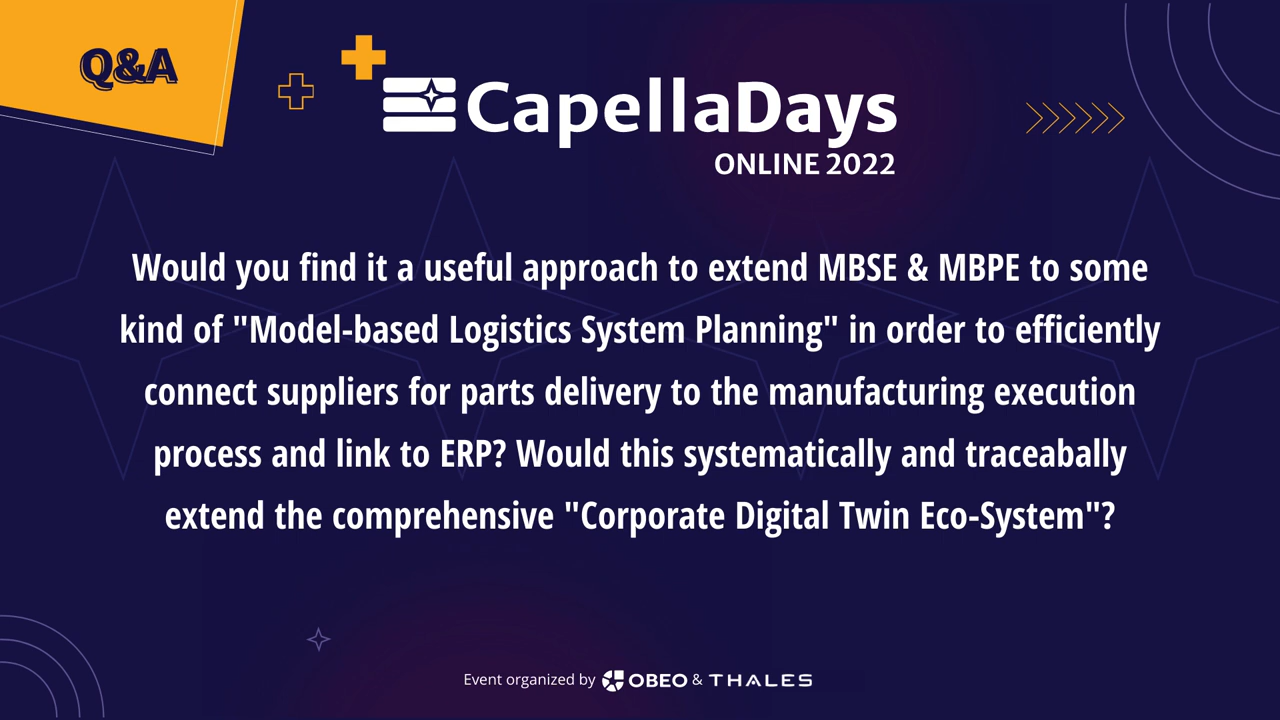 Q&A
CapellaDays
ONLINE 2022
Would you find it a useful approach to extend MBSE & MBPE to some
kind of "Model-based Logistics System Planning" in order to efficiently
connect suppliers for parts delivery to the manufacturing execution
process and link to ERP? Would this systematically and traceabally
extend the comprehensive "Corporate Digital Twin Eco-System"?
Event organized by OBEO & THALES